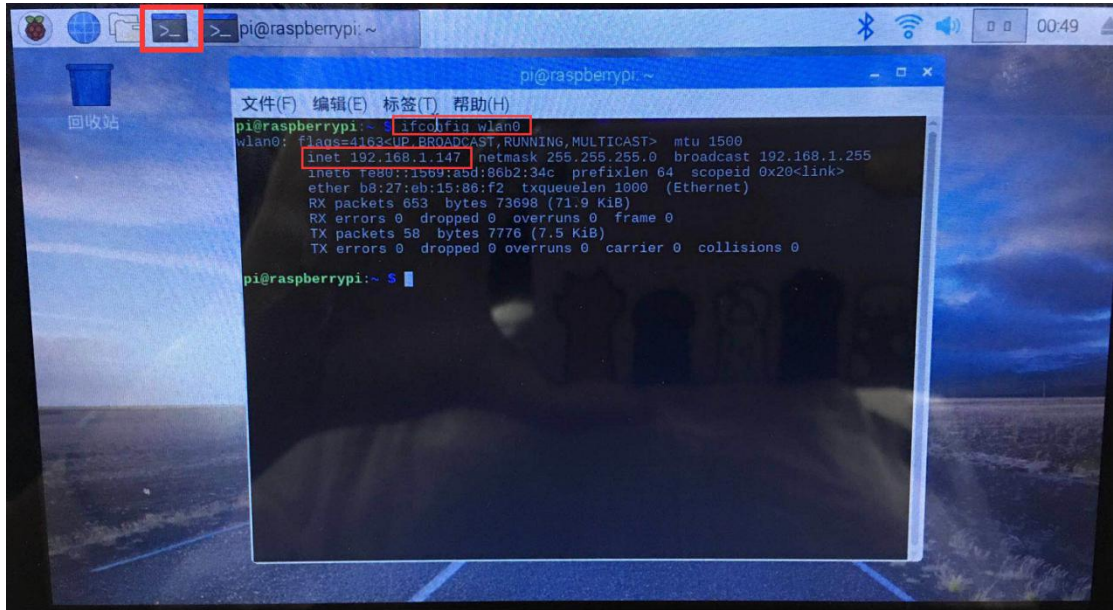 pi@raspberrypi: ~
00:49
pi@raspberrypi: ~
文件(F) 编辑(E) 标签(T) 帮助(H)
回收站
pi@raspberrypi:~ $ ifconfig wlan0
wlan0: flags=4163<UP,BROADCAST,RUNNING,MULTICAST> mtu 1500
inet 192.168.1.147 netmask 255.255.255.0 broadcast 192.168.1.255
inet6 fe80::1569:a5d:86b2:34c prefixlen 64 scopeid 0x20<link>
ether b8:27:eb:15:86:f2 txqueuelen 1000 (Ethernet)
RX packets 653 bytes 73698 (71.9 KiB)
RX errors 0 dropped 0 overruns 0 frame 0
TX packets 58 bytes 7776 (7.5 KiB)
TX errors 0 dropped 0 overruns 0 carrier 0 collisions 0
pi@raspberrypi:~ $